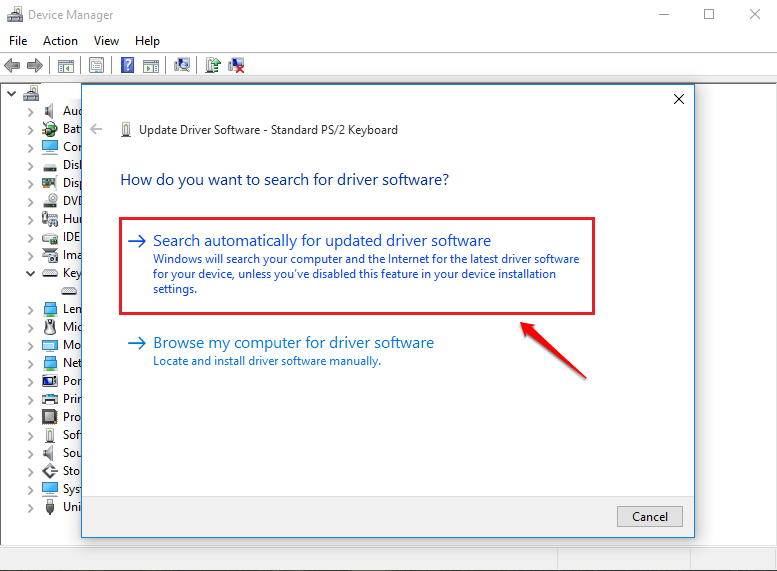 Device Manager
File Action View Help
Update Driver Software - Standard PS/2 Keyboard
How do you want to search for driver software?
Search automatically for updated driver software
Windows will search your computer and the Internet for the latest driver software
for your device, unless you've disabled this feature in your device installation
settings.
Browse my computer for driver software
Locate and install driver software manually.
Cancel
Auc
Bat
Cor
Disl
Disp
DVD
Hur
IDE
Ima
Key
Len
Mic
Mo
Net
Por
Prin
Pro
Soft
Sou
Sto
Syst
Uni